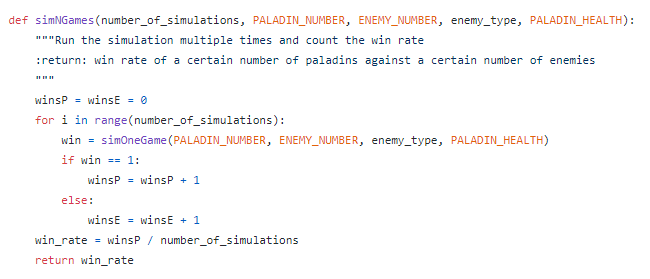 def simNGames(number_of_simulations, PALADIN_NUMBER, ENEMY_NUMBER, enemy_type, PALADIN_HEALTH):
    """Run the simulation multiple times and count the win rate
    :return: win rate of a certain number of paladins against a certain number of enemies
    """
    winsP = winsE = 0
    for i in range(number_of_simulations):
        win = simOneGame(PALADIN_NUMBER, ENEMY_NUMBER, enemy_type, PALADIN_HEALTH)
        if win == 1:
            winsP = winsP + 1
        else:
            winsE = winsE + 1
    win_rate = winsP / number_of_simulations
    return win_rate